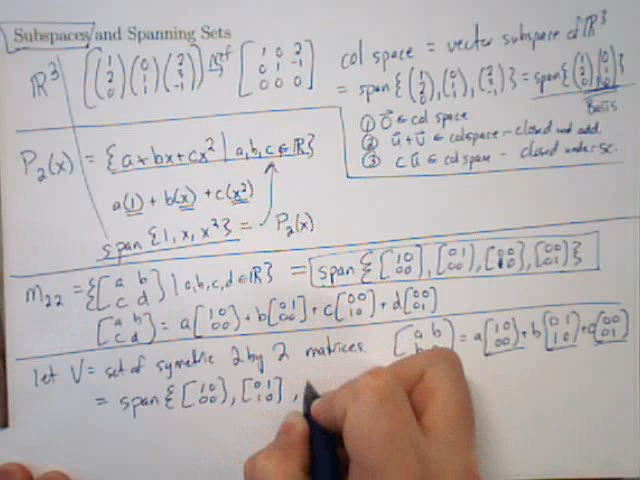 Subspaces and Spanning Sets
ℝ³ ((1 2 0) (0 1 1) (2 3 -1)) rref [1 0 2 / 0 1 -1 / 0 0 0]
col space = vector subspace of ℝ³
= span{(1 2 0), (0 1 1), (2 3 -1)} = span{(1 2 0) (0 1 1)}
Basis
① 0⃗ ∈ col space
② u⃗ + v⃗ ∈ colspace - closed und add.
③ c u⃗ ∈ col span - closed under sc.
P₂(x) = {a+bx+cx² | a,b,c ∈ ℝ}
a(1) + b(x) + c(x²)
span {1, x, x²} = P₂(x)
M₂₂ = {[a b / c d] | a,b,c,d ∈ ℝ} = span{[1 0 / 0 0], [0 1 / 0 0], [0 0 / 1 0], [0 0 / 0 1]}
[a b / c d] = a[1 0 / 0 0] + b[0 1 / 0 0] + c[0 0 / 1 0] + d[0 0 / 0 1]
let V = set of symetric 2 by 2 matrices.
[a b / b] = a[1 0 / 0 0] + b[0 1 / 1 0] + [0 0 / 0 1]
= span{[1 0 / 0 0], [0 1 / 1 0],